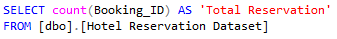 SELECT count(Booking_ID) AS 'Total Reservation'
FROM [dbo].[Hotel Reservation Dataset]